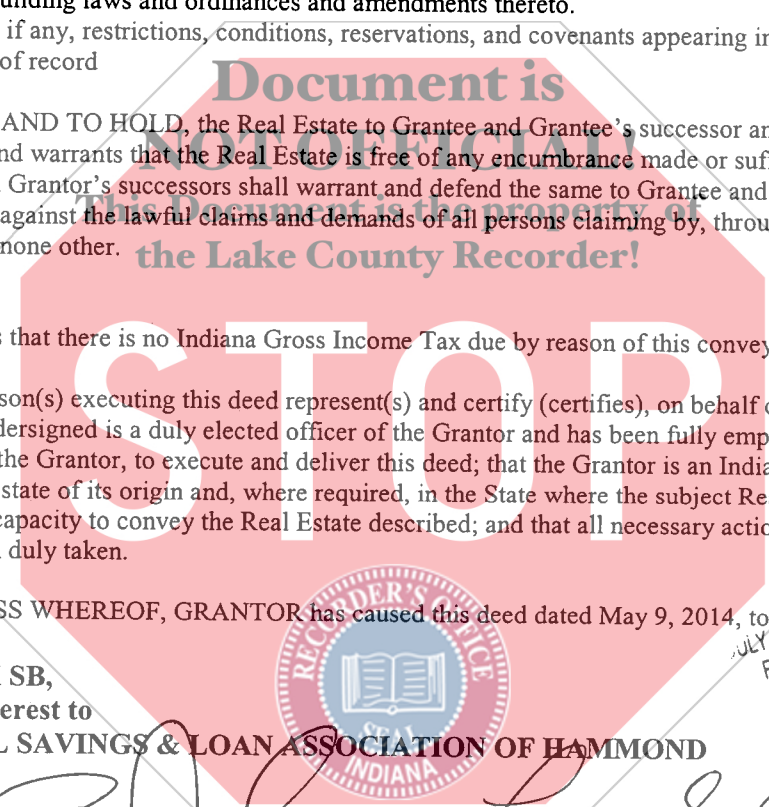 unding laws and ordinances and amendments thereto.
if any, restrictions, conditions, reservations, and covenants appearing in
of record
Document is
AND TO HOLD, the Real Estate to Grantee and Grantee's successor an
NOT OFFICIAL!
nd warrants that the Real Estate is free of any encumbrance made or suf
Grantor's successors shall warrant and defend the same to Grantee and
This Document is the property of
against the lawful claims and demands of all persons claiming by, throu
none other.
the Lake County Recorder!
s that there is no Indiana Gross Income Tax due by reason of this convey
STOP
son(s) executing this deed represent(s) and certify (certifies), on behalf o
dersigned is a duly elected officer of the Grantor and has been fully emp
the Grantor, to execute and deliver this deed; that the Grantor is an India
state of its origin and, where required, in the State where the subject Re
capacity to convey the Real Estate described; and that all necessary actio
duly taken.
SS WHEREOF, GRANTOR has caused this deed dated May 9, 2014, to
RECORDER'S OFFICE
JULY
SB,
erest to
L SAVINGS & LOAN ASSOCIATION OF HAMMOND
SEAL
INDIANA